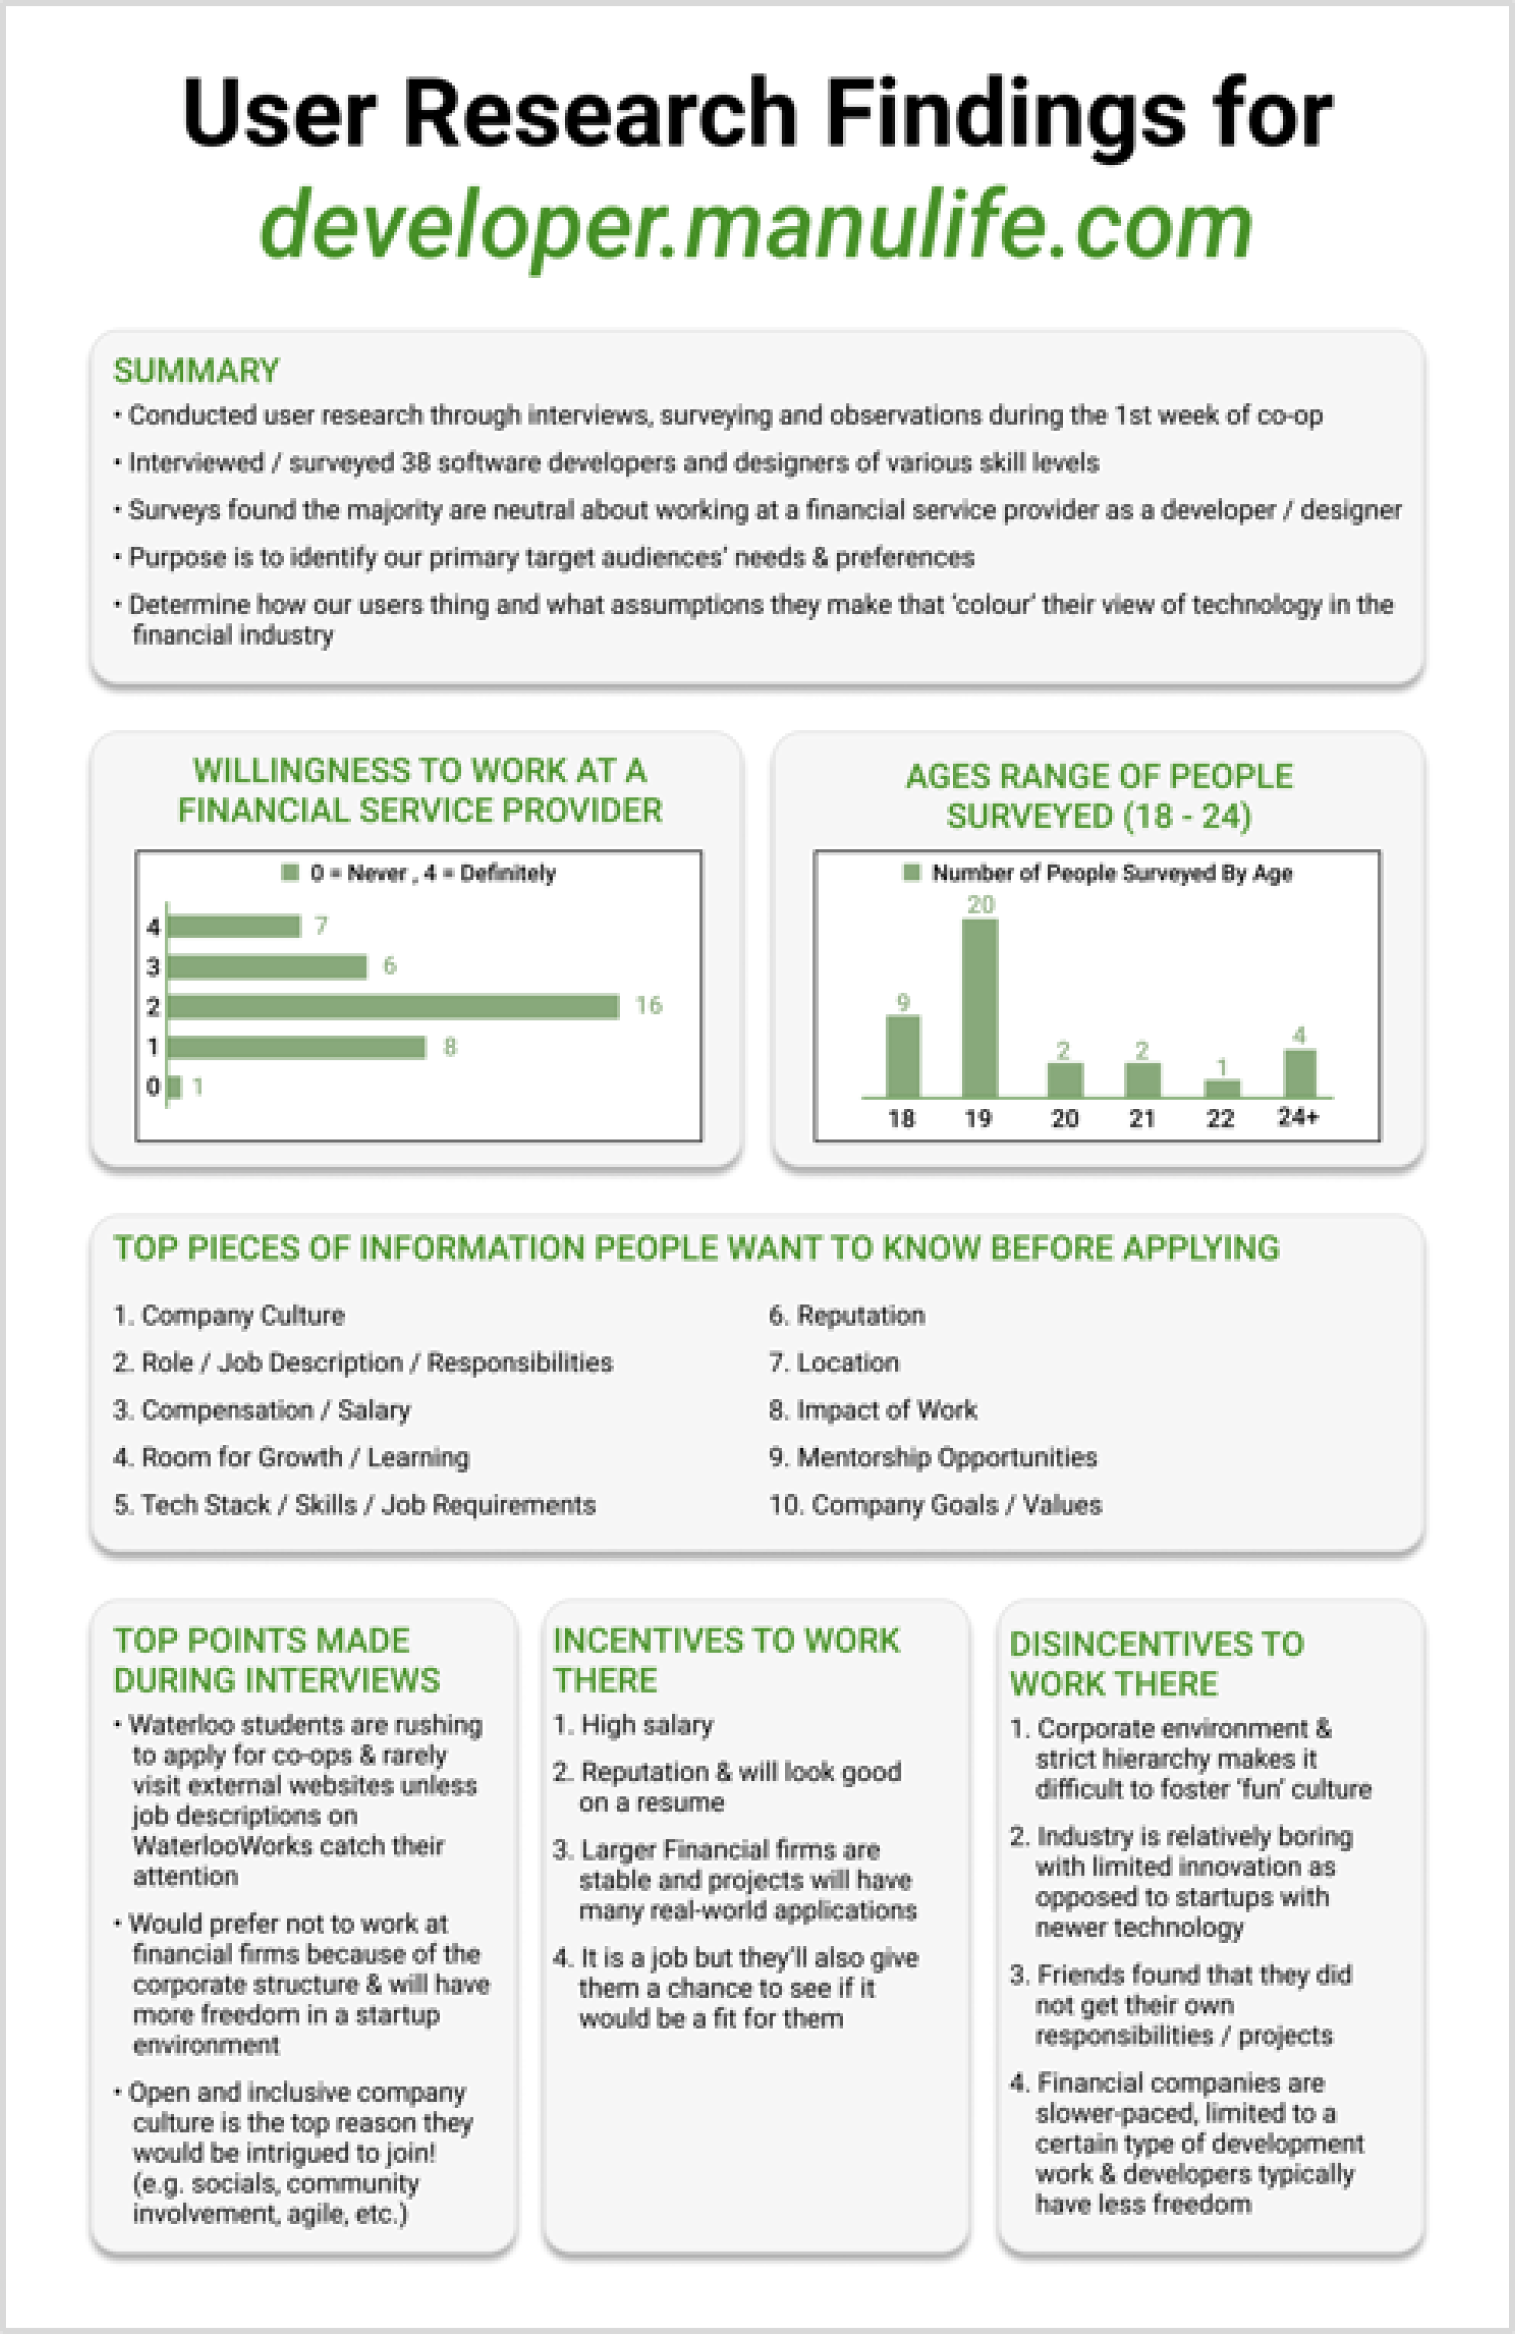 User Research Findings for
developer.manulife.com
SUMMARY
• Conducted user research through interviews, surveying and observations during the 1st week of co-op
• Interviewed / surveyed 38 software developers and designers of various skill levels
• Surveys found the majority are neutral about working at a financial service provider as a developer / designer
• Purpose is to identify our primary target audiences' needs & preferences
• Determine how our users thing and what assumptions they make that 'colour' their view of technology in the
financial industry
WILLINGNESS TO WORK AT A
FINANCIAL SERVICE PROVIDER
0 = Never , 4 = Definitely
4 7
3 6
2 16
1 8
0 1
AGES RANGE OF PEOPLE
SURVEYED (18 - 24)
Number of People Surveyed By Age
9 20 2 2 1 4
18 19 20 21 22 24+
TOP PIECES OF INFORMATION PEOPLE WANT TO KNOW BEFORE APPLYING
1. Company Culture
2. Role / Job Description / Responsibilities
3. Compensation / Salary
4. Room for Growth / Learning
5. Tech Stack / Skills / Job Requirements
6. Reputation
7. Location
8. Impact of Work
9. Mentorship Opportunities
10. Company Goals / Values
TOP POINTS MADE
DURING INTERVIEWS
• Waterloo students are rushing
to apply for co-ops & rarely
visit external websites unless
job descriptions on
WaterlooWorks catch their
attention
• Would prefer not to work at
financial firms because of the
corporate structure & will have
more freedom in a startup
environment
• Open and inclusive company
culture is the top reason they
would be intrigued to join!
(e.g. socials, community
involvement, agile, etc.)
INCENTIVES TO WORK
THERE
1. High salary
2. Reputation & will look good
on a resume
3. Larger Financial firms are
stable and projects will have
many real-world applications
4. It is a job but they'll also give
them a chance to see if it
would be a fit for them
DISINCENTIVES TO
WORK THERE
1. Corporate environment &
strict hierarchy makes it
difficult to foster 'fun' culture
2. Industry is relatively boring
with limited innovation as
opposed to startups with
newer technology
3. Friends found that they did
not get their own
responsibilities / projects
4. Financial companies are
slower-paced, limited to a
certain type of development
work & developers typically
have less freedom